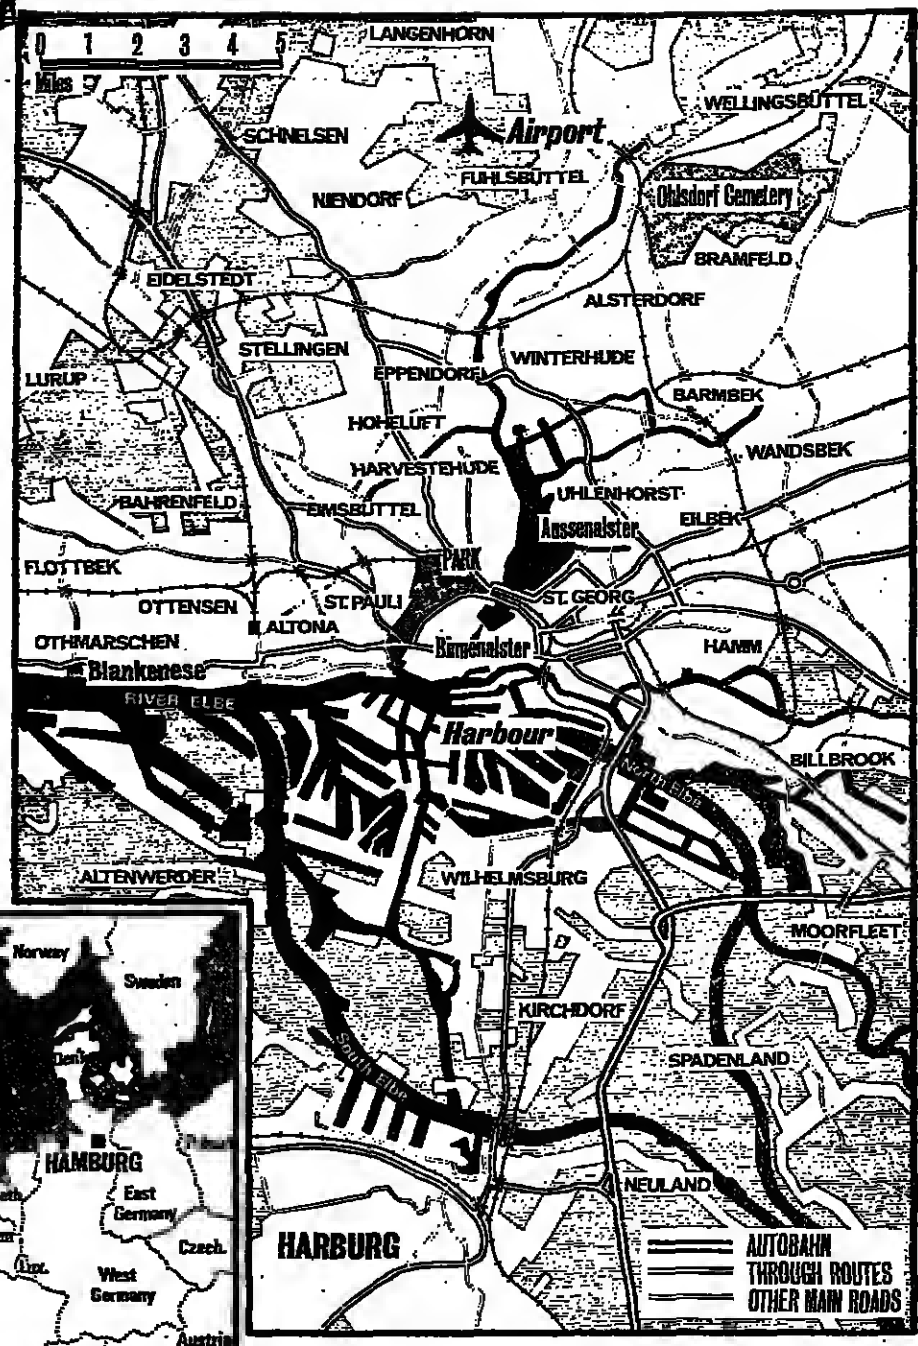 0 1 2 3 4 5
Miles
LANGENHORN
WELLINGSBÜTTEL
SCHNELSEN
Airport
FUHLSBÜTTEL
NIENDORF
Ohlsdorf Cemetery
BRAMFELD
EIDELSTEDT
ALSTERDORF
STELLINGEN
WINTERHUDE
LURUP
EPPENDORF
BARMBEK
HOHELUFT
WANDSBEK
HARVESTEHUDE
BAHRENFELD
UHLENHORST
EIMSBÜTTEL
EILBEK
Aussenalster
PARK
FLOTTBEK
ST. PAULI
ST. GEORG
OTTENSEN
ALTONA
OTHMARSCHEN
Binnenalster
HAMM
Blankenese
RIVER ELBE
Harbour
BILLBROOK
North Elbe
ALTENWERDER
WILHELMSBURG
MOORFLEET
KIRCHDORF
SPADENLAND
South Elbe
NEULAND
HARBURG
AUTOBAHN
THROUGH ROUTES
OTHER MAIN ROADS
Norway
Sweden
HAMBURG
East
Germany
Czech.
Lux.
West
Germany
Austria